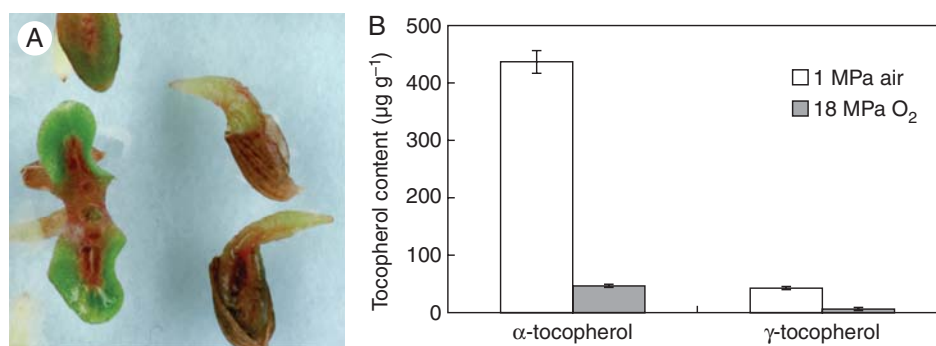 A
B
500
400
300
200
100
0
Tocopherol content (µg g⁻¹)
1 MPa air
18 MPa O₂
α-tocopherol
γ-tocopherol